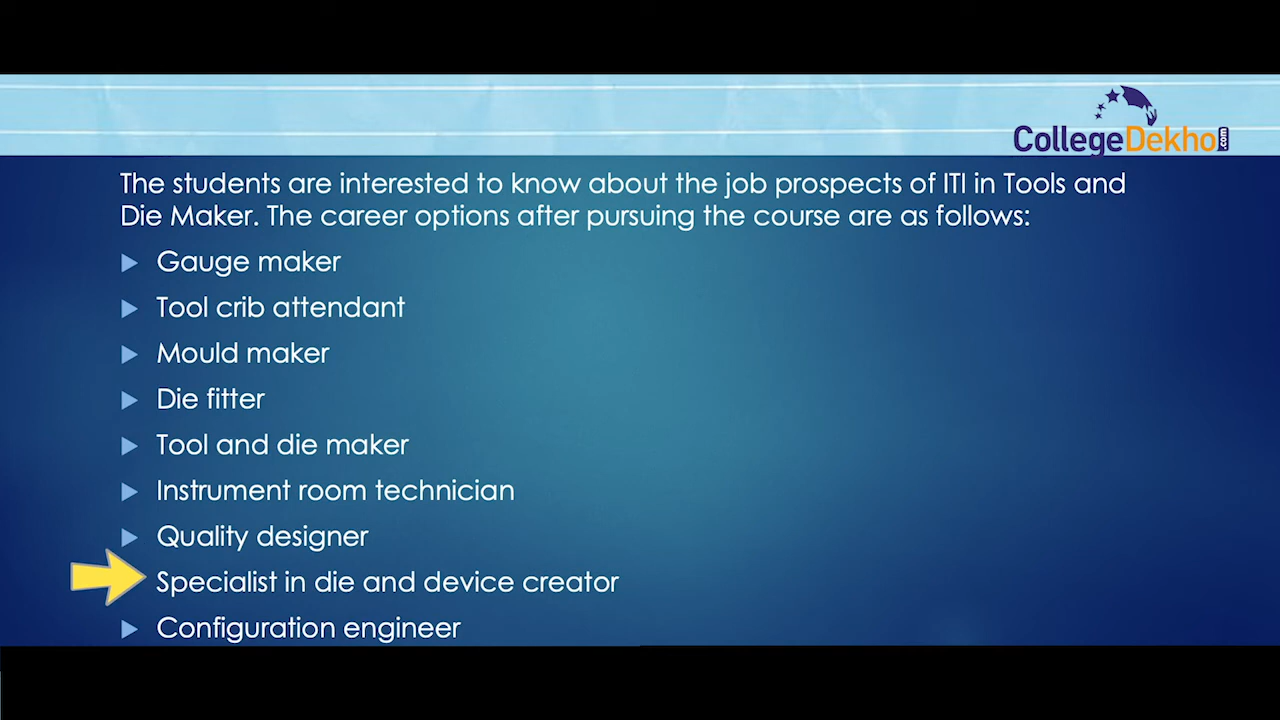 CollegeDekho.com
The students are interested to know about the job prospects of ITI in Tools and
Die Maker. The career options after pursuing the course are as follows:
Gauge maker
Tool crib attendant
Mould maker
Die fitter
Tool and die maker
Instrument room technician
Quality designer
Specialist in die and device creator
Configuration engineer